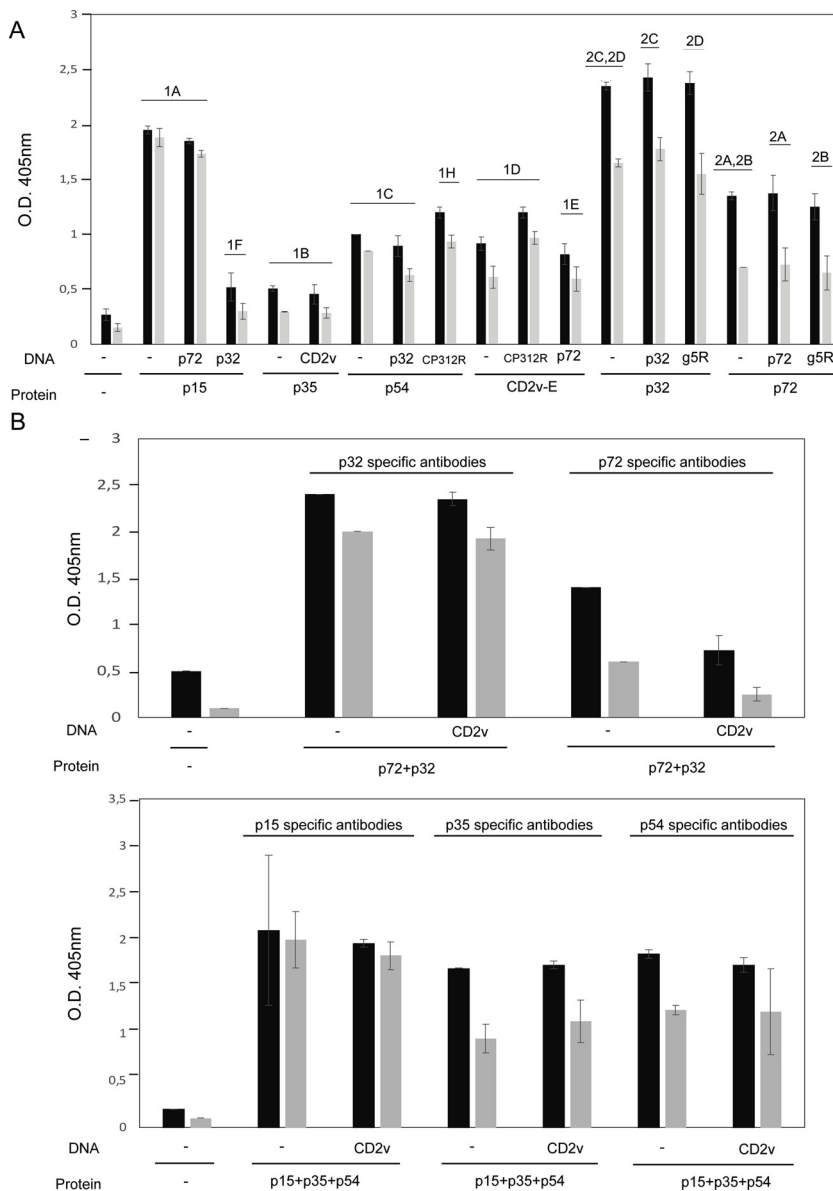 A
3
2,5
2
1,5
1
0,5
0
O.D. 405nm
1A
1F
1B
1C
1H
1D
1E
2C,2D
2C
2D
2A,2B
2A
2B
DNA - - p72 p32 - CD2v - p32 CP312R - CP312R p72 - p32 g5R - p72 g5R
Protein - p15 p35 p54 CD2v-E p32 p72
B
3
2,5
2
1,5
1
0,5
0
O.D. 405nm
p32 specific antibodies p72 specific antibodies
DNA - - CD2v - CD2v
Protein - p72+p32 p72+p32
3,5
3
2,5
2
1,5
1
0,5
0
O.D. 405nm
p15 specific antibodies p35 specific antibodies p54 specific antibodies
DNA - - CD2v - CD2v - CD2v
Protein - p15+p35+p54 p15+p35+p54 p15+p35+p54